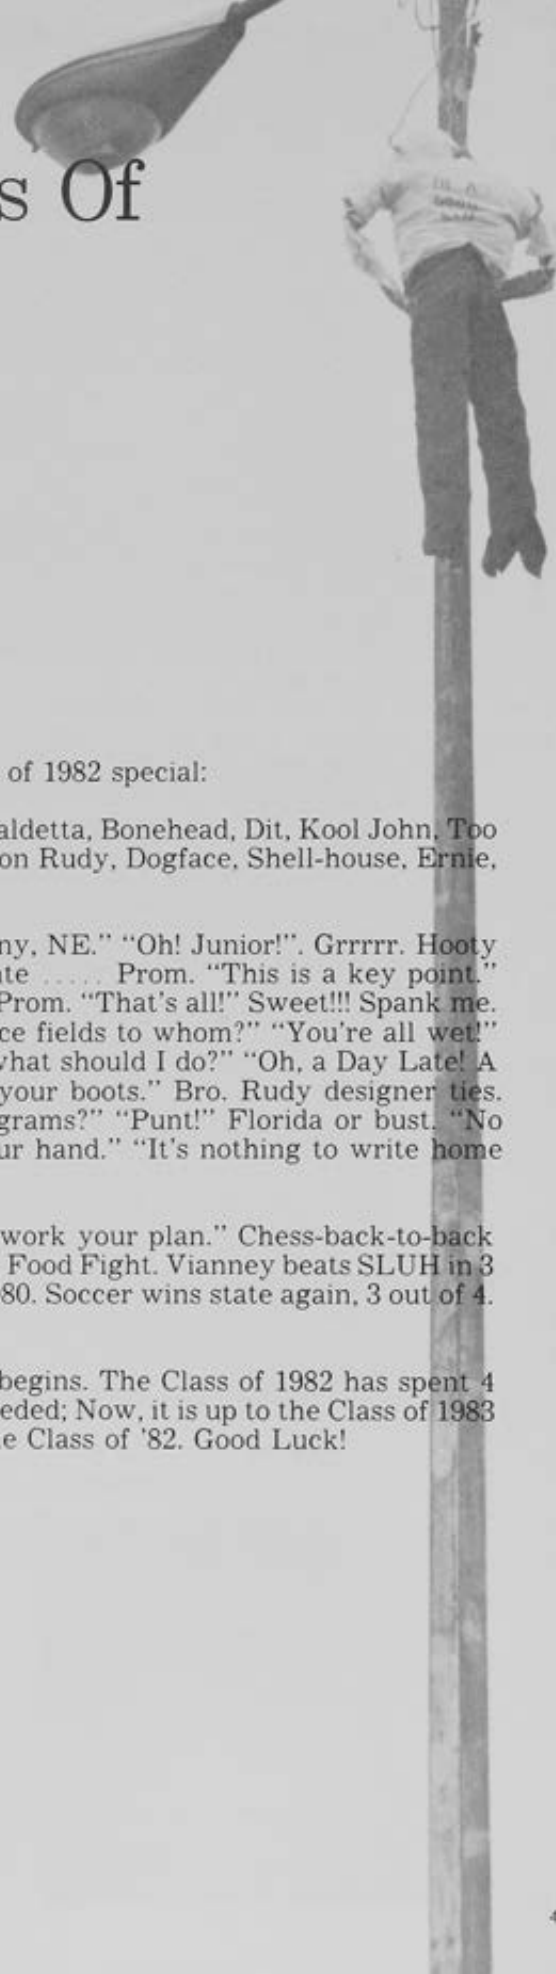 s Of
of 1982 special:
aldetta, Bonehead, Dit, Kool John, Too
on Rudy, Dogface, Shell-house, Ernie,
ny, NE." "Oh! Junior!". Grrrrr. Hooty
ate ..... Prom. "This is a key point."
Prom. "That's all!" Sweet!!! Spank me.
ce fields to whom?" "You're all wet!"
what should I do?" "Oh, a Day Late! A
your boots." Bro. Rudy designer ties.
grams?" "Punt!" Florida or bust. "No
ur hand." "It's nothing to write home
work your plan." Chess-back-to-back
Food Fight. Vianney beats SLUH in 3
80. Soccer wins state again, 3 out of 4.
begins. The Class of 1982 has spent 4
eded; Now, it is up to the Class of 1983
e Class of '82. Good Luck!
4